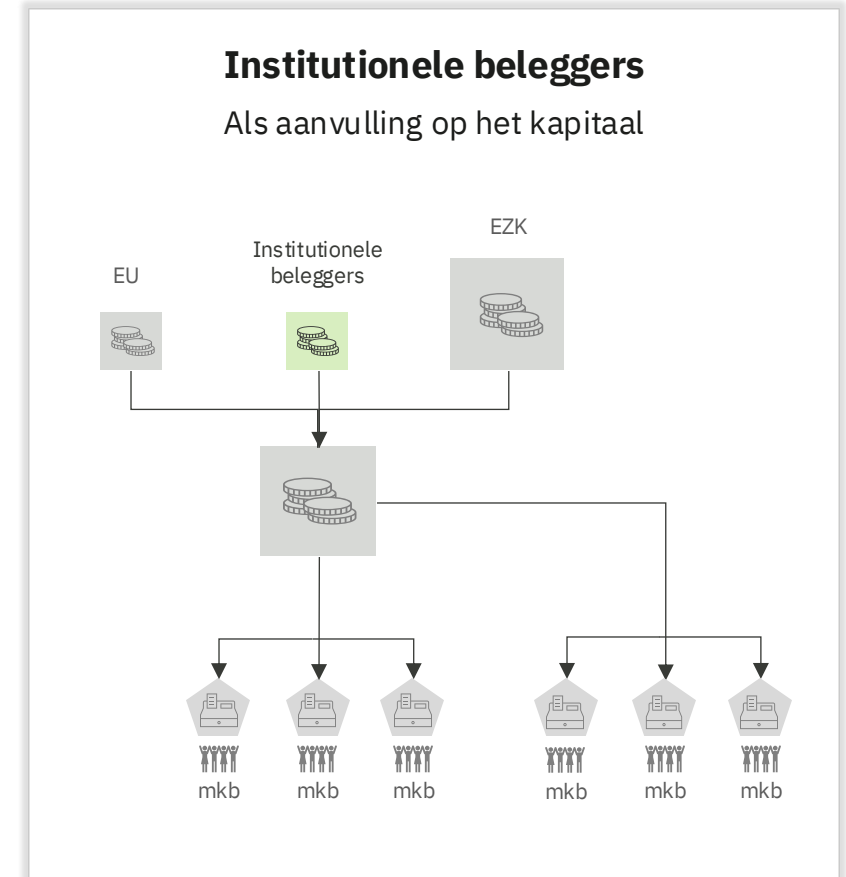 Institutionele beleggers
Als aanvulling op het kapitaal
EZK
Institutionele
beleggers
EU
mkb
mkb
mkb
mkb
mkb
mkb